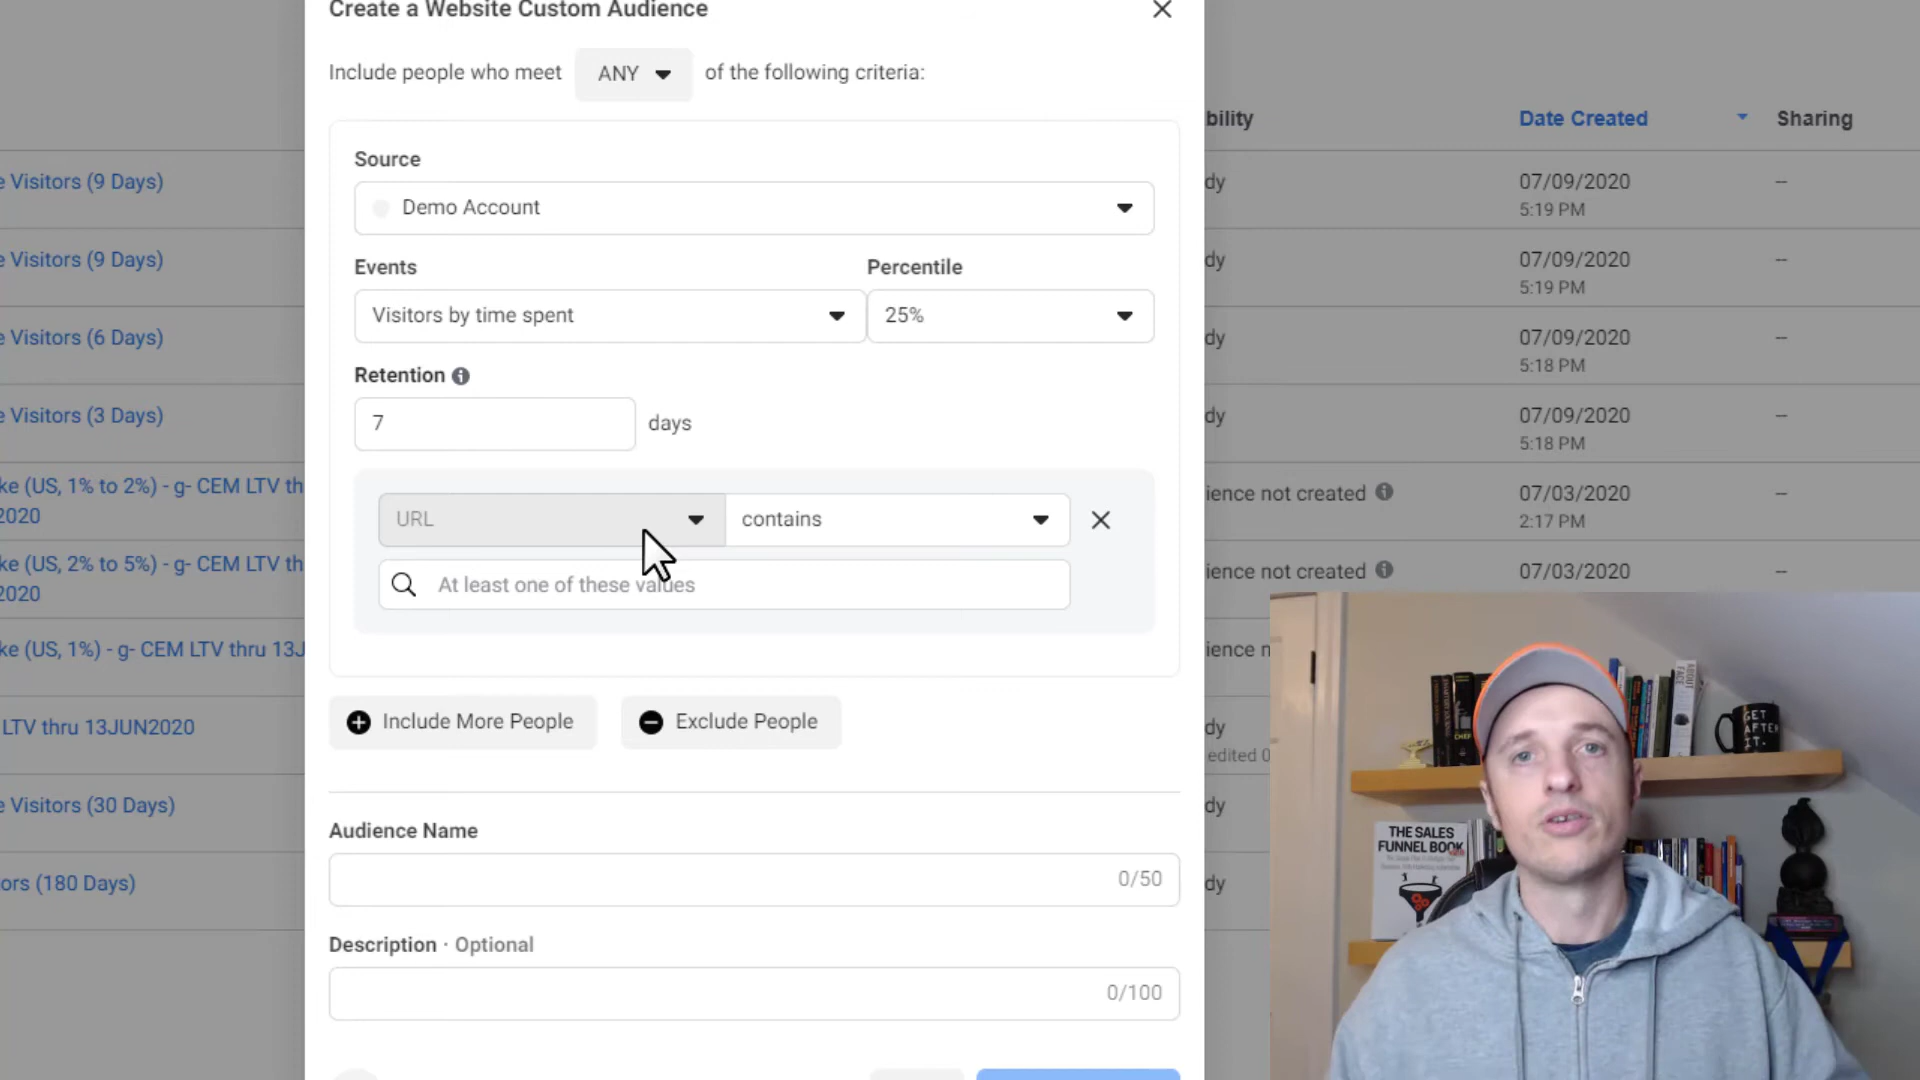 Create a Website Custom Audience
Include people who meet ANY of the following criteria:
Source
Demo Account
Events Percentile
Visitors by time spent 25%
Retention
7 days
URL contains
At least one of these values
Include More People Exclude People
Audience Name
0/50
Description · Optional
0/100
e Visitors (9 Days)
e Visitors (9 Days)
e Visitors (6 Days)
e Visitors (3 Days)
ke (US, 1% to 2%) - g- CEM LTV th
2020
ke (US, 2% to 5%) - g- CEM LTV th
2020
ke (US, 1%) - g- CEM LTV thru 13J
LTV thru 13JUN2020
e Visitors (30 Days)
ors (180 Days)
bility Date Created Sharing
dy 07/09/2020 --
5:19 PM
dy 07/09/2020 --
5:19 PM
dy 07/09/2020 --
5:18 PM
dy 07/09/2020 --
5:18 PM
ience not created 07/03/2020 --
2:17 PM
ience not created 07/03/2020
ience n
dy
edited 0
dy
dy
ABOUT
FACE
GET
AFTER
IT.
THE SALES
FUNNEL BOOK